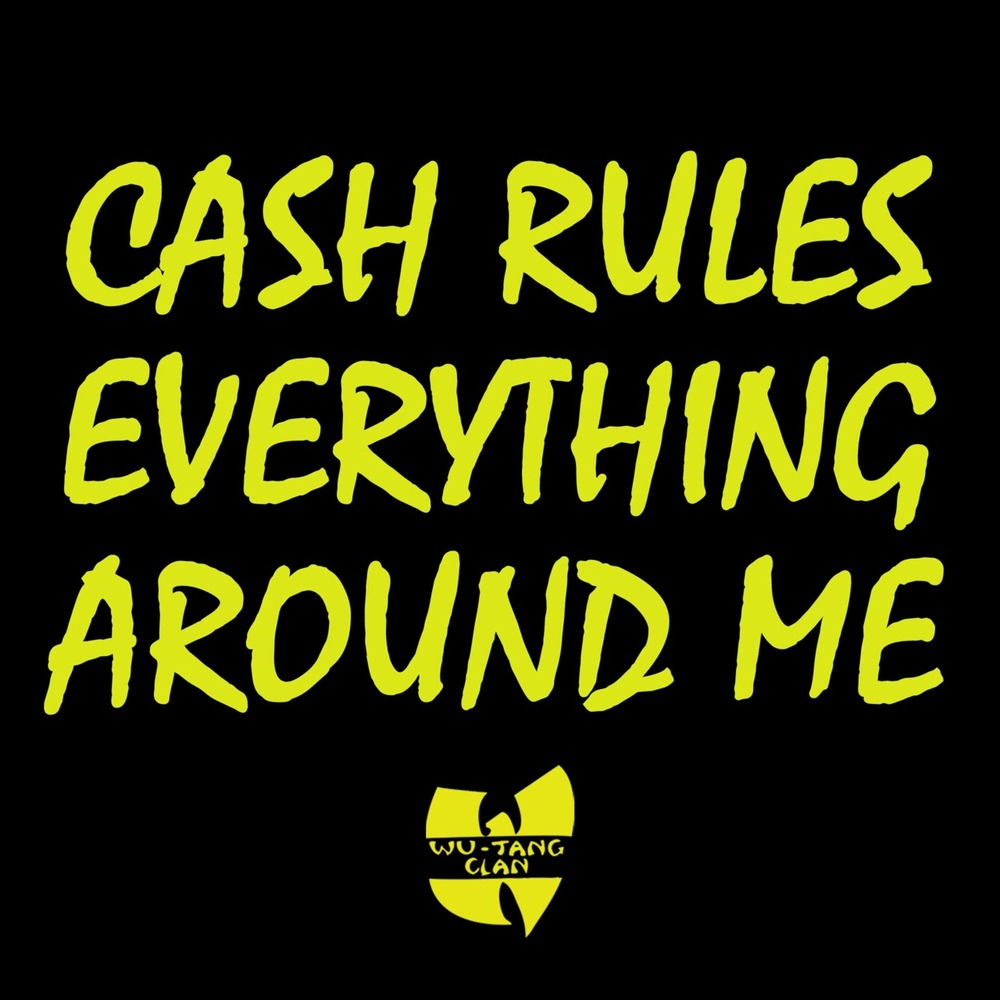 CASH RULES
EVERYTHING
AROUND ME
WU-TANG
CLAN